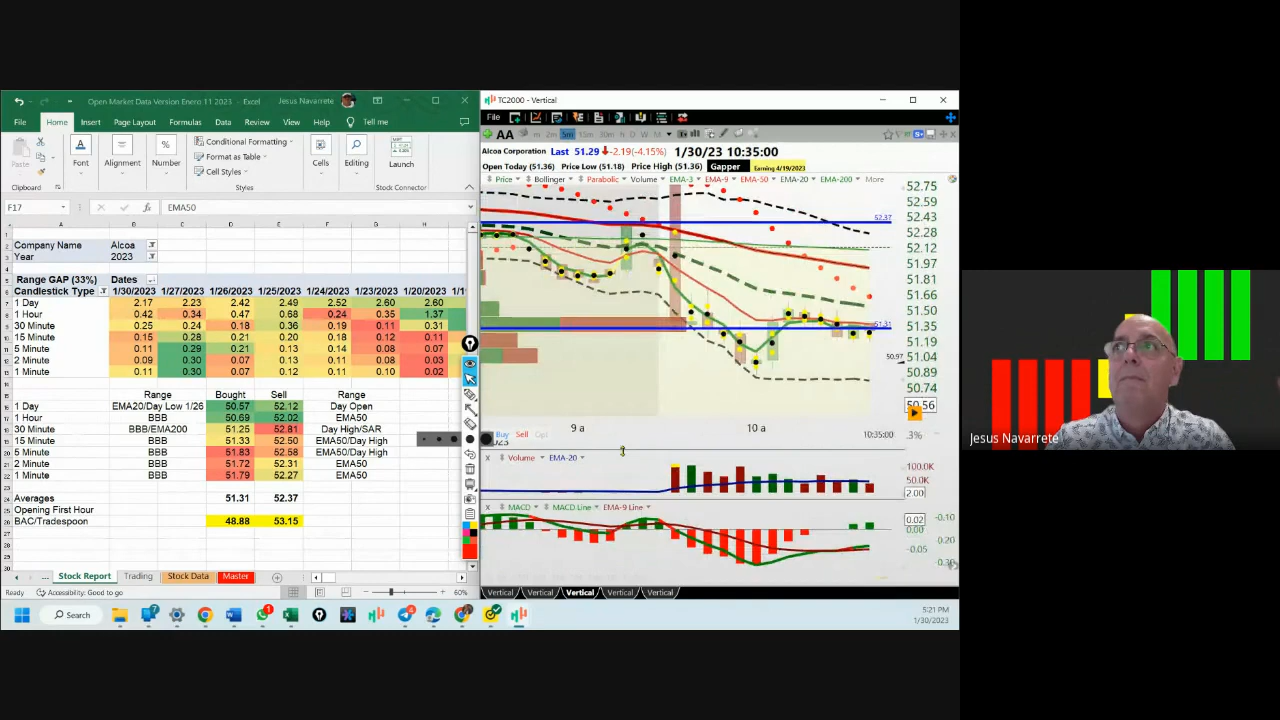 Open Market Data Version Enero 11 2023 - Excel
Jesus Navarrete
File Home Insert Page Layout Formulas Data Review View Help Tell me
Paste
Font
Alignment
Number
Conditional Formatting
Format as Table
Cell Styles
Cells
Editing
Launch
Clipboard
Styles
Stock Connector
F17
EMA50
A B C D E F G H
Company Name Alcoa
Year 2023
Range GAP (33%) Dates
Candlestick Type 1/30/2023 1/27/2023 1/26/2023 1/25/2023 1/24/2023 1/23/2023 1/20/2023 1/1
1 Day 2.17 2.23 2.42 2.49 2.52 2.60 2.60
1 Hour 0.42 0.34 0.47 0.68 0.24 0.35 1.37
30 Minute 0.25 0.24 0.18 0.36 0.19 0.11 0.31
15 Minute 0.15 0.28 0.21 0.20 0.18 0.12 0.11
5 Minute 0.11 0.29 0.21 0.13 0.14 0.08 0.07
2 Minute 0.09 0.30 0.07 0.13 0.11 0.08 0.03
1 Minute 0.11 0.30 0.07 0.12 0.11 0.10 0.02
Range Bought Sell Range
1 Day EMA20/Day Low 1/26 50.57 52.12 Day Open
1 Hour BBB 50.69 52.02 EMA50
30 Minute BBB/EMA200 51.25 52.81 Day High/SAR
15 Minute BBB 51.33 52.50 EMA50/Day High
5 Minute BBB 51.83 52.58 EMA50/Day High
2 Minute BBB 51.72 52.31 EMA50
1 Minute BBB 51.79 52.27 EMA50
Averages 51.31 52.37
Opening First Hour
BAC/Tradespoon 48.88 53.15
Stock Report Trading Stock Data Master
Ready Accessibility: Good to go 60%
TC2000 - Vertical
File
AA
Alcoa Corporation Last 51.29 -2.19(-4.15%) 1/30/23 10:35:00
Open Today (51.36) Price Low (51.18) Price High (51.36) Gapper Earning 4/19/2023
Price Bollinger Parabolic Volume EMA-3 EMA-9 EMA-50 EMA-20 EMA-200 More
52.75
52.59
52.43
52.37
52.28
52.12
51.97
51.81
51.66
51.50
51.31
51.35
51.19
50.97
51.04
50.89
50.74
50.56
9 a 10 a 10:35:00
Buy Sell Opt
Volume EMA-20
100.0K
50.0K
2.00
MACD MACD Line EMA-9 Line
0.02
-0.10
0.00
0.20
-0.05
Vertical Vertical Vertical Vertical Vertical
Search
5:21 PM
1/30/2023
Jesus Navarrete